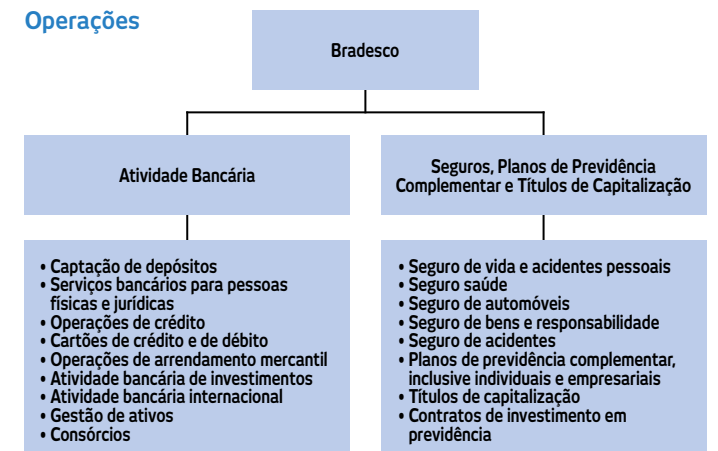 Operações
Bradesco
Atividade Bancária
Seguros, Planos de Previdência
Complementar e Títulos de Capitalização
• Captação de depósitos
• Serviços bancários para pessoas
físicas e jurídicas
• Operações de crédito
• Cartões de crédito e de débito
• Operações de arrendamento mercantil
• Atividade bancária de investimentos
• Atividade bancária internacional
• Gestão de ativos
• Consórcios
• Seguro de vida e acidentes pessoais
• Seguro saúde
• Seguro de automóveis
• Seguro de bens e responsabilidade
• Seguro de acidentes
• Planos de previdência complementar,
inclusive individuais e empresariais
• Títulos de capitalização
• Contratos de investimento em
previdência